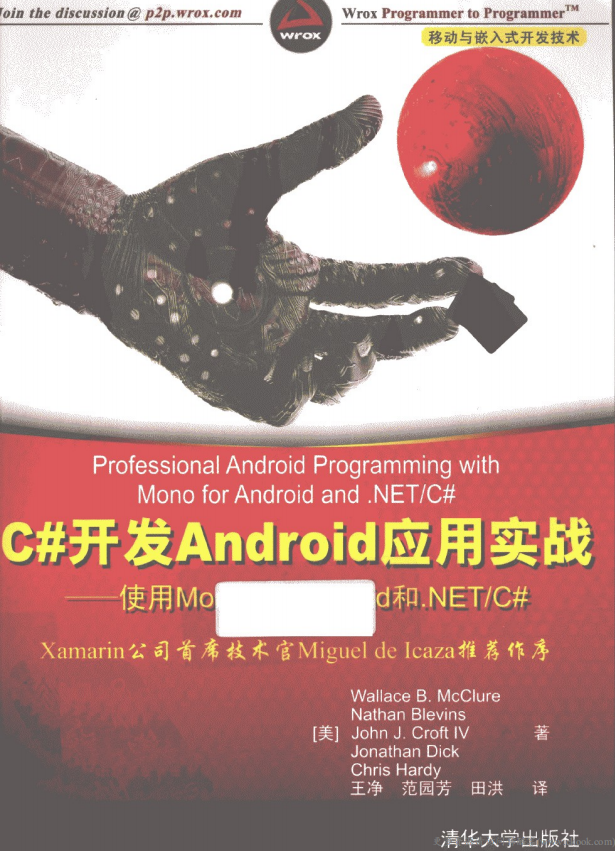 Join the discussion @ p2p.wrox.com
Wrox Programmer to Programmer™
wrox
移动与嵌入式开发技术
Professional Android Programming with
Mono for Android and .NET/C#
C#开发Android应用实战
——使用Mo d和.NET/C#
Xamarin公司首席技术官Miguel de Icaza推荐作序
Wallace B. McClure
Nathan Blevins
[美] John J. Croft IV 著
Jonathan Dick
Chris Hardy
王净 范园芳 田洪 译
清华大学出版社